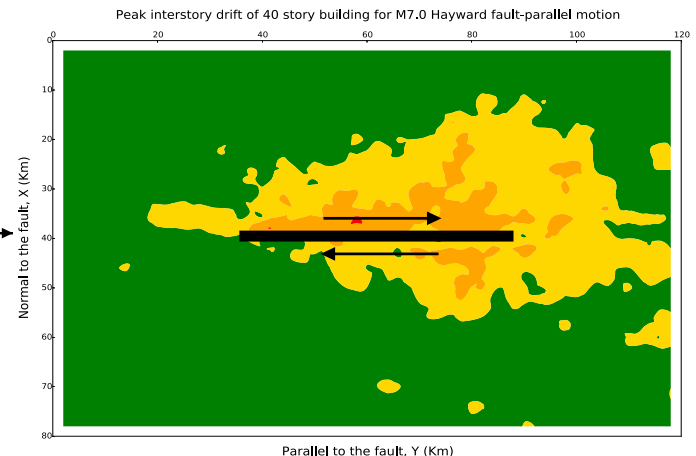 Peak interstory drift of 40 story building for M7.0 Hayward fault-parallel motion
0 20 40 60 80 100 120
0
10
20
30
40
50
60
70
80
Normal to the fault, X (Km)
Parallel to the fault, Y (Km)